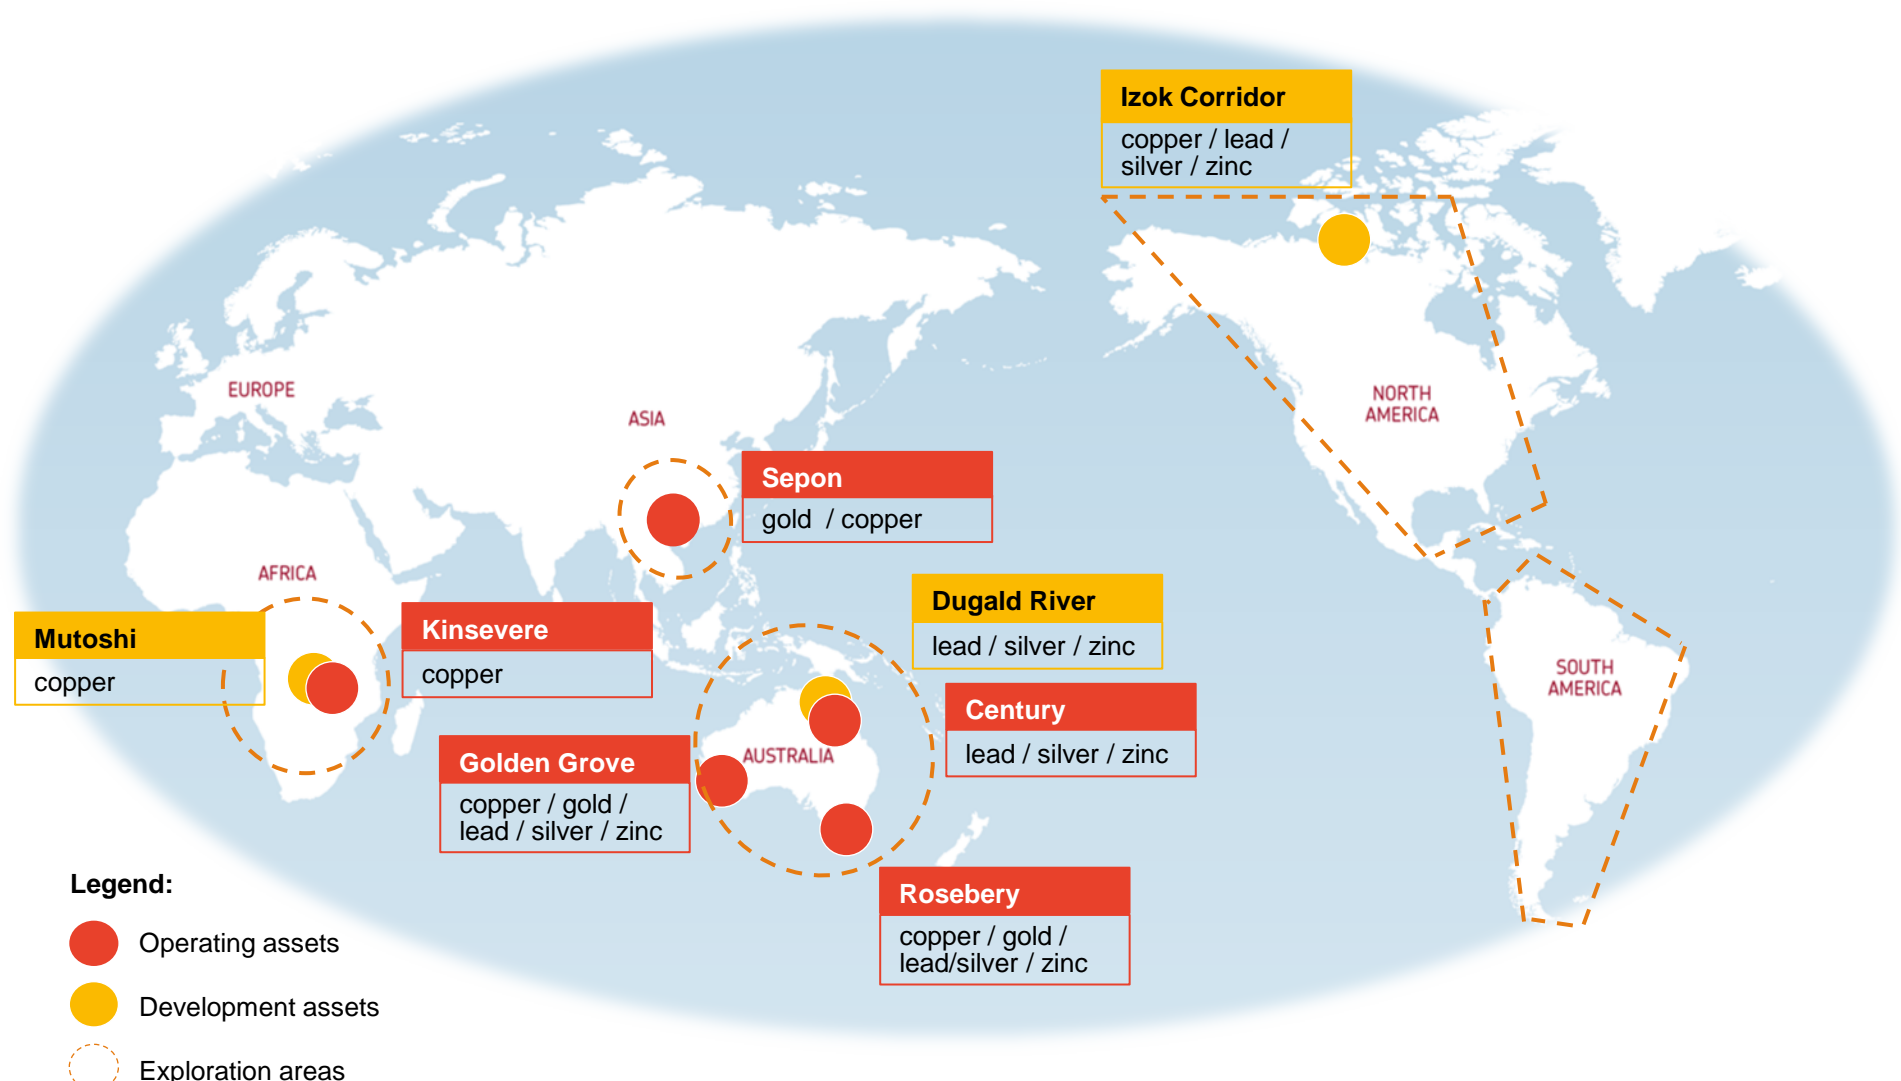 Izok Corridor
copper / lead /
silver / zinc
EUROPE
ASIA
NORTH
AMERICA
Sepon
gold / copper
AFRICA
Mutoshi
copper
Kinsevere
copper
Dugald River
lead / silver / zinc
SOUTH
AMERICA
Century
lead / silver / zinc
AUSTRALIA
Golden Grove
copper / gold /
lead / silver / zinc
Rosebery
copper / gold /
lead/silver / zinc
Legend:
Operating assets
Development assets
Exploration areas